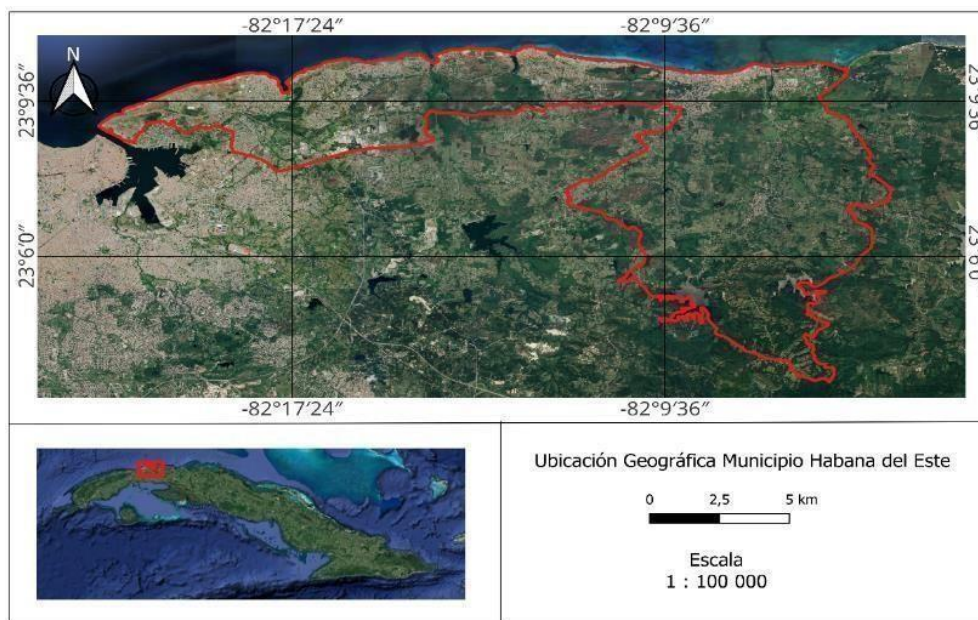 -82°17′24″ -82°9′36″
N
23°9′36″ 23°9′36″
23°6′0″ 23°6′0″
-82°17′24″ -82°9′36″
Ubicación Geográfica Municipio Habana del Este
0 2,5 5 km
Escala
1 : 100 000